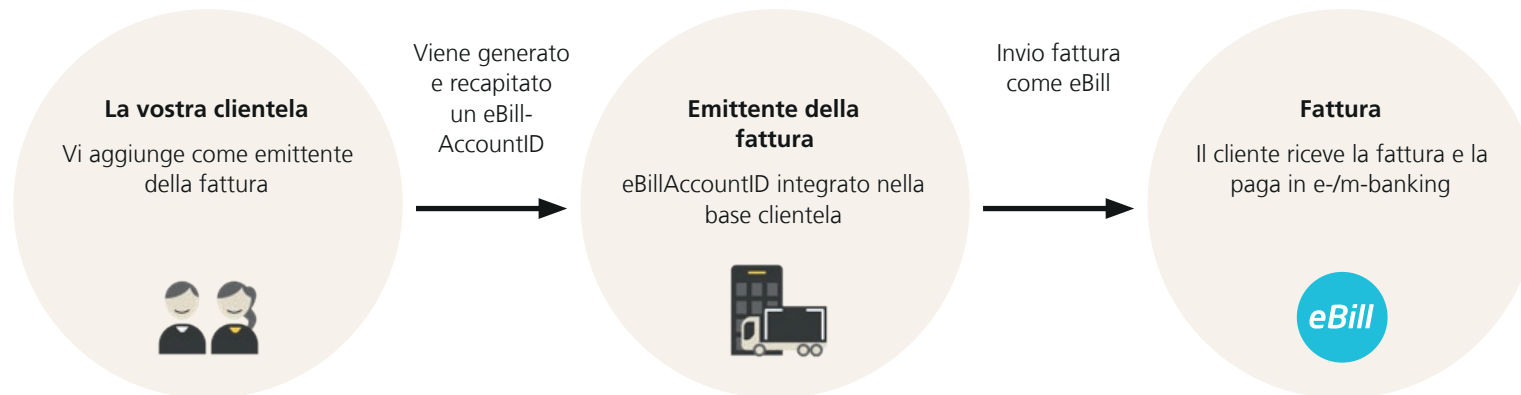 La vostra clientela
Vi aggiunge come emittente
della fattura
Viene generato
e recapitato
un eBill-
AccountID
Emittente della
fattura
eBillAccountID integrato nella
base clientela
Invio fattura
come eBill
Fattura
Il cliente riceve la fattura e la
paga in e-/m-banking
eBill